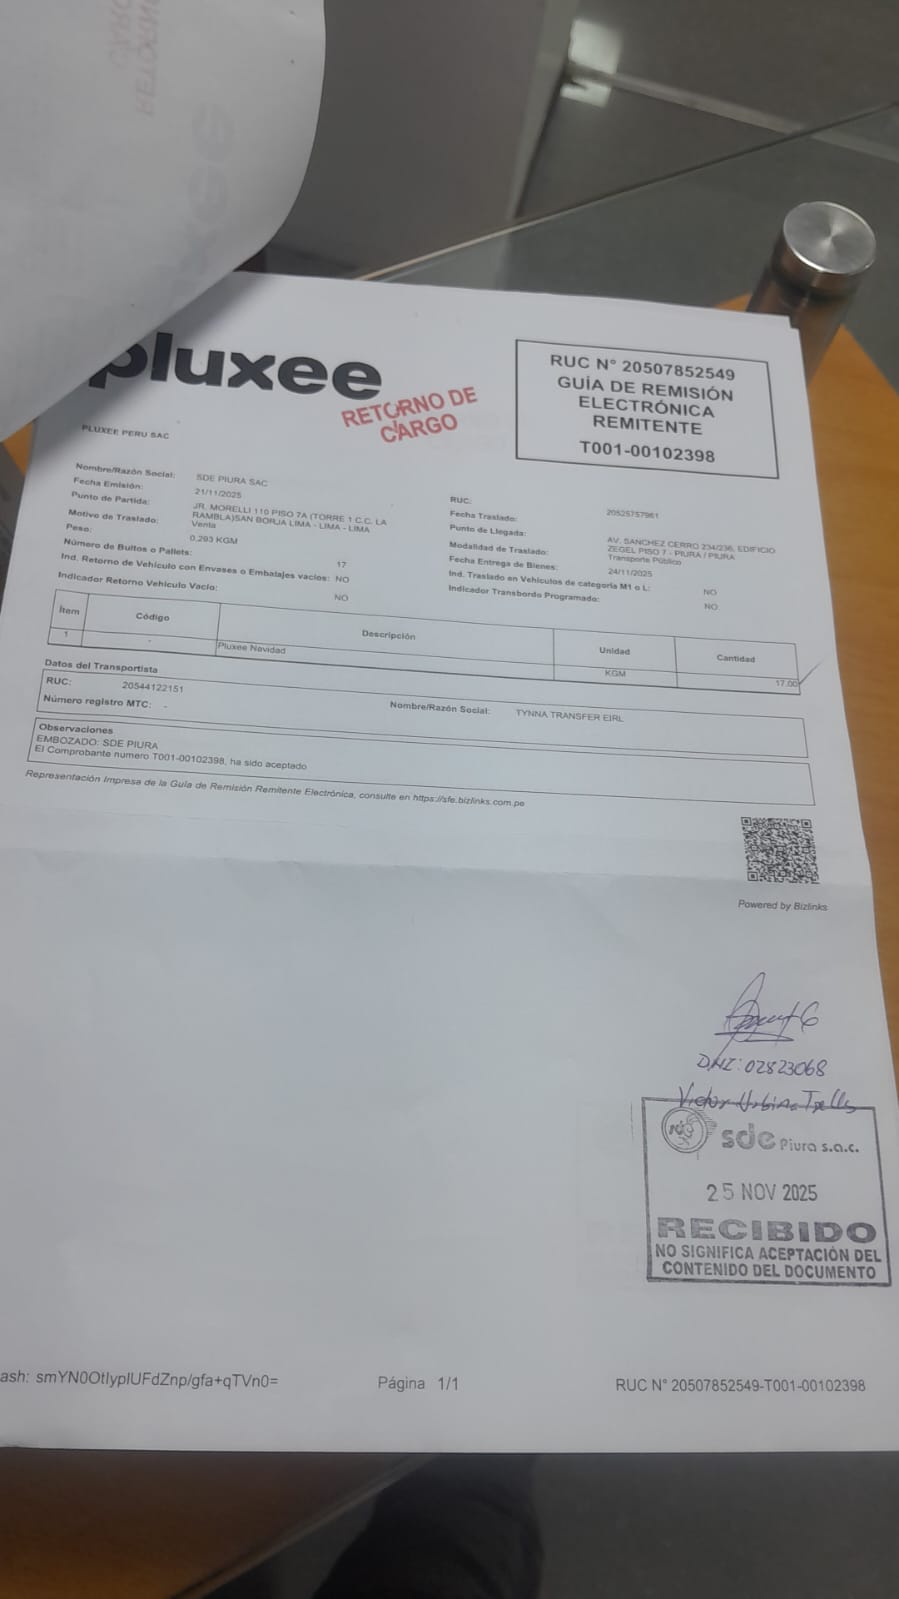 pluxee
RETORNO DE
CARGO
RUC N° 20507852549
GUÍA DE REMISIÓN
ELECTRÓNICA
REMITENTE
T001-00102398
PLUXEE PERU SAC
Nombre/Razón Social: SDE PIURA SAC
Fecha Emisión: 21/11/2025
Punto de Partida: JR. MORELLI 110 PISO 7A (TORRE 1 C.C. LA
RAMBLA)SAN BORJA LIMA - LIMA - LIMA
Motivo de Traslado: Venta
Peso: 0,293 KGM
Número de Bultos o Pallets: 17
Ind. Retorno de Vehículo con Envases o Embalajes vacíos: NO
Indicador Retorno Vehículo Vacío: NO
RUC: 20525757961
Fecha Traslado:
Punto de Llegada: AV. SANCHEZ CERRO 234/236, EDIFICIO
ZEGEL PISO 7 - PIURA / PIURA
Modalidad de Traslado: Transporte Público
Fecha Entrega de Bienes: 24/11/2025
Ind. Traslado en Vehículos de categoría M1 o L: NO
Indicador Transbordo Programado: NO
Ítem Código Descripción Unidad Cantidad
1 - Pluxee Navidad KGM 17.00
Datos del Transportista
RUC: 20544122151 Nombre/Razón Social: TYNNA TRANSFER EIRL
Número registro MTC: -
Observaciones
EMBOZADO: SDE PIURA
El Comprobante numero T001-00102398, ha sido aceptado
Representación Impresa de la Guía de Remisión Remitente Electrónica, consulte en https://sfe.bizlinks.com.pe
Powered by Bizlinks
DNI: 02823068
Victor
sde Piura s.a.c.
25 NOV 2025
RECIBIDO
NO SIGNIFICA ACEPTACIÓN DEL
CONTENIDO DEL DOCUMENTO
ash: smYN0OtIypIUFdZnp/gfa+qTVn0= Página 1/1 RUC N° 20507852549-T001-00102398